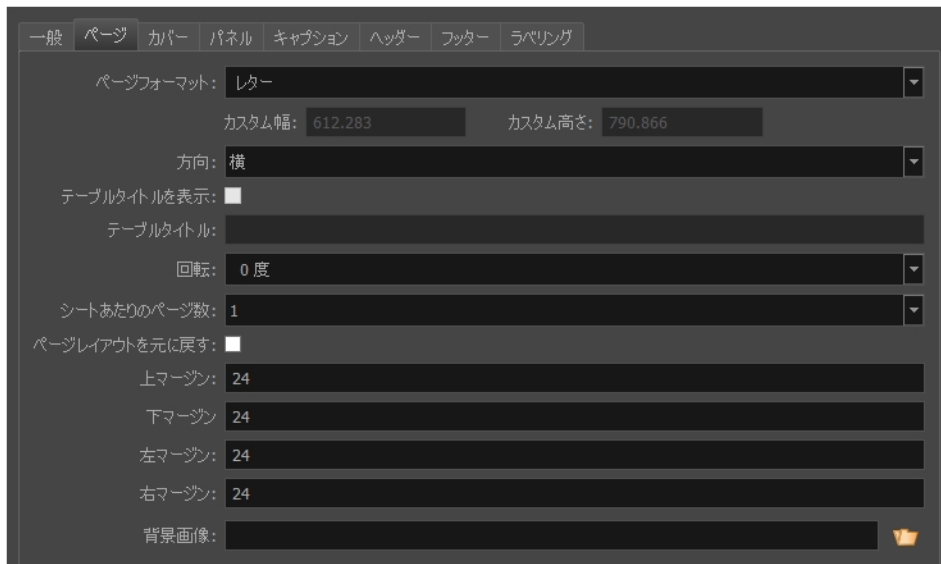 一般 ページ カバー パネル キャプション ヘッダー フッター ラベリング
ページフォーマット: レター
カスタム幅: 612.283 カスタム高さ: 790.866
方向: 横
テーブルタイトルを表示:
テーブルタイトル:
回転: 0 度
シートあたりのページ数: 1
ページレイアウトを元に戻す:
上マージン: 24
下マージン 24
左マージン: 24
右マージン: 24
背景画像: